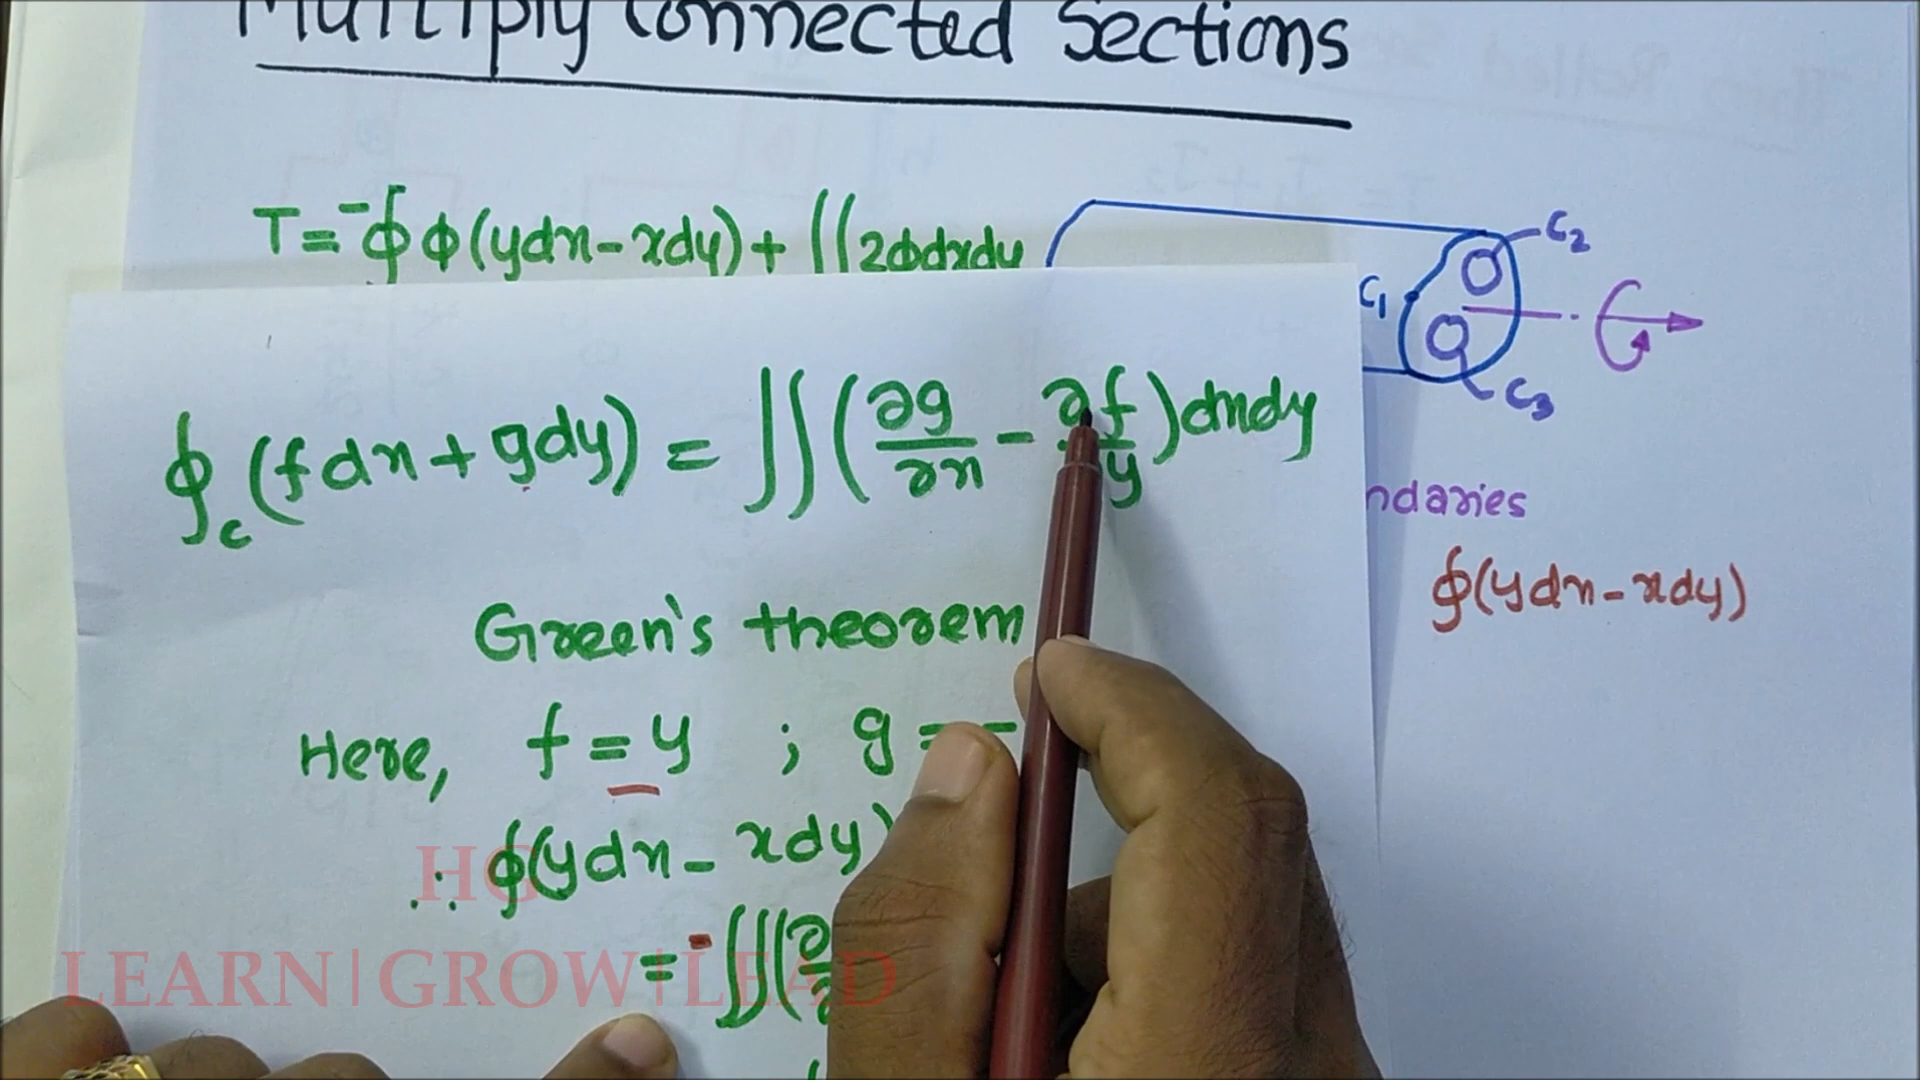 Multiply Connected Sections
T = -∮ϕ(ydx-xdy) + ∬2ϕdxdy
C2
C1
C3
∮c (fdx + gdy) = ∬(∂g/∂x - ∂f/∂y)dxdy
ndaries
∮(ydx-xdy)
Green's theorem
Here, f = y ; g = -
∴ ∮(ydx - xdy)
= ∬(∂
HG
LEARN|GROW|LEAD